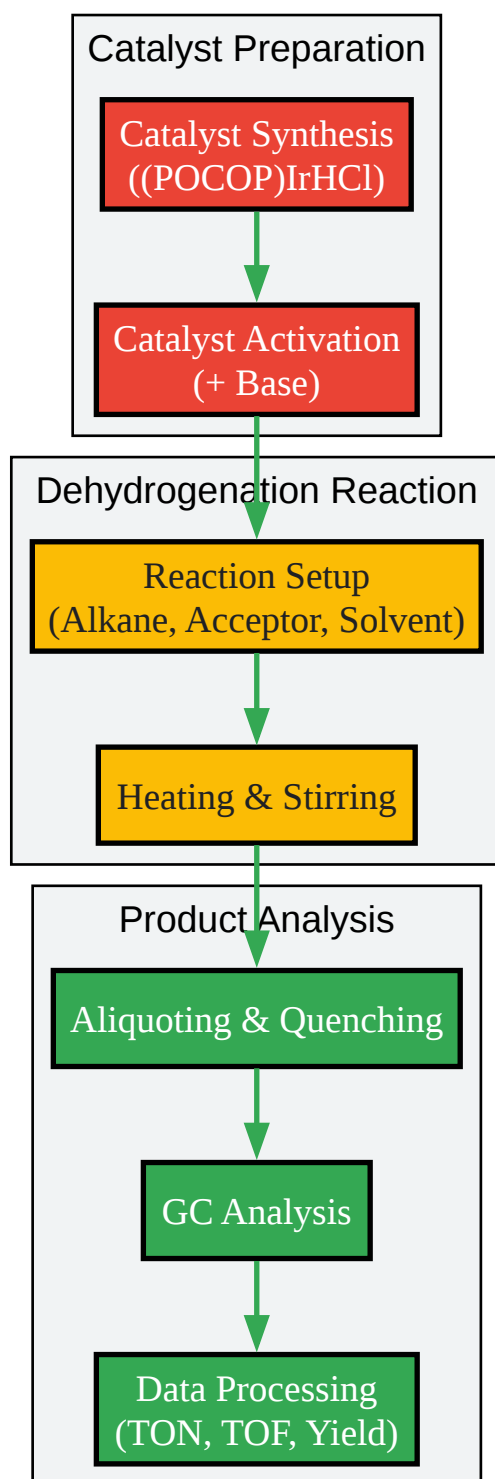 Catalyst Preparation
Catalyst Synthesis
((POCOP)IrHCl)
Catalyst Activation
(+ Base)
Dehydrogenation Reaction
Reaction Setup
(Alkane, Acceptor, Solvent)
Heating & Stirring
Product Analysis
Aliquoting & Quenching
GC Analysis
Data Processing
(TON, TOF, Yield)